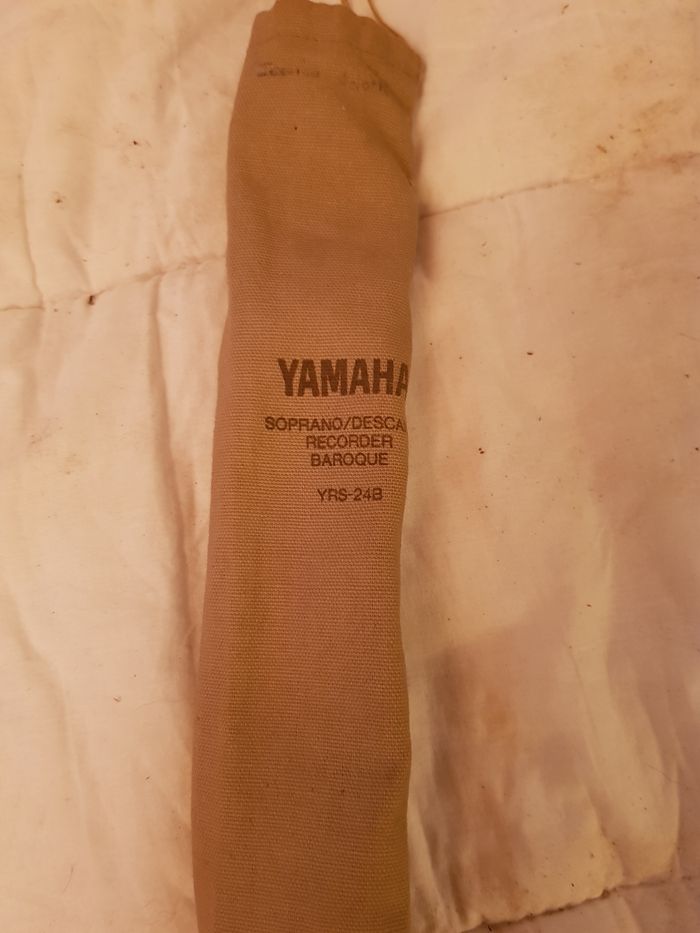 YAMAHA
SOPRANO/DESCA
RECORDER
BAROQUE
YRS-24B